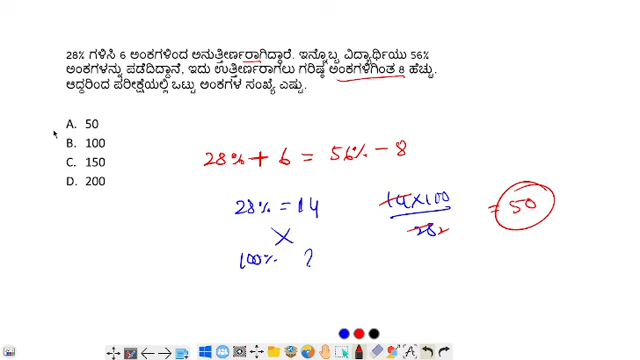 28% ಗಳಿಸಿ 6 ಅಂಕಗಳಿಂದ ಅನುತ್ತೀರ್ಣರಾಗಿದ್ದಾರೆ. ಇನ್ನೊಬ್ಬ ವಿದ್ಯಾರ್ಥಿಯು 56%
ಅಂಕಗಳನ್ನು ಪಡೆದಿದ್ದಾನೆ, ಇದು ಉತ್ತೀರ್ಣರಾಗಲು ಗರಿಷ್ಠ ಅಂಕಗಳಿಗಿಂತ 8 ಹೆಚ್ಚು.
ಆದ್ದರಿಂದ ಪರೀಕ್ಷೆಯಲ್ಲಿ ಒಟ್ಟು ಅಂಕಗಳ ಸಂಖ್ಯೆ ಎಷ್ಟು.
A. 50
B. 100
C. 150
D. 200
28% + 6 = 56% - 8
28% = 14
100% ?
14 × 100
28 2
= 50